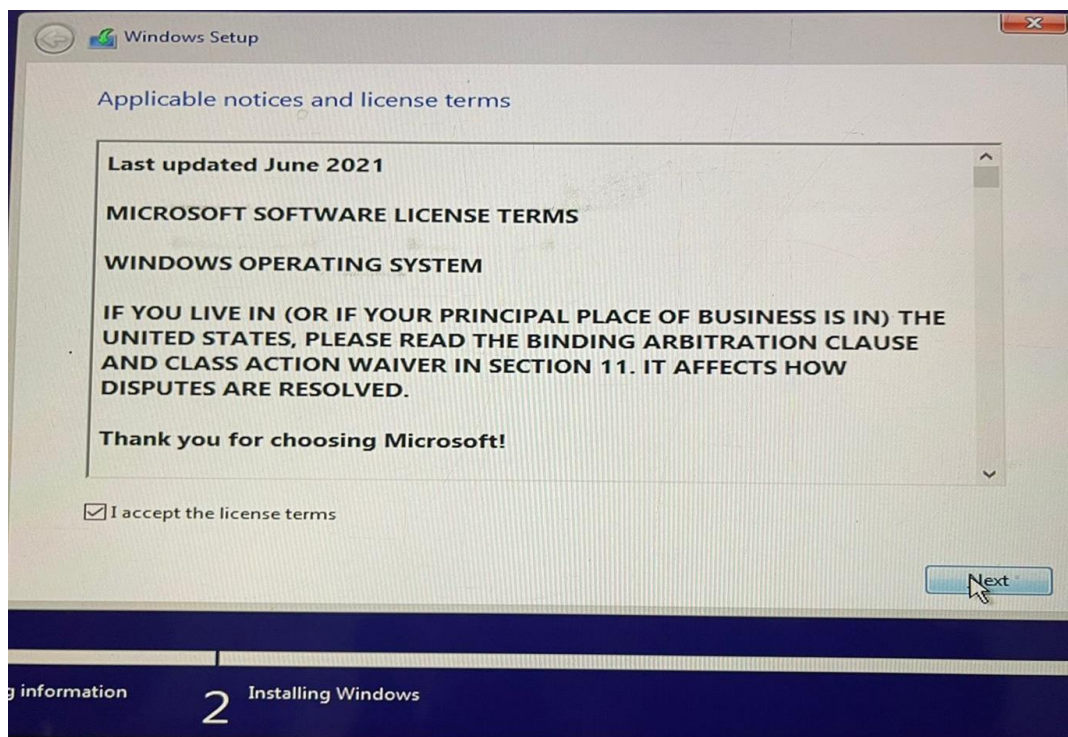 Windows Setup
Applicable notices and license terms
Last updated June 2021
MICROSOFT SOFTWARE LICENSE TERMS
WINDOWS OPERATING SYSTEM
IF YOU LIVE IN (OR IF YOUR PRINCIPAL PLACE OF BUSINESS IS IN) THE
UNITED STATES, PLEASE READ THE BINDING ARBITRATION CLAUSE
AND CLASS ACTION WAIVER IN SECTION 11. IT AFFECTS HOW
DISPUTES ARE RESOLVED.
Thank you for choosing Microsoft!
I accept the license terms
Next
g information
2 Installing Windows